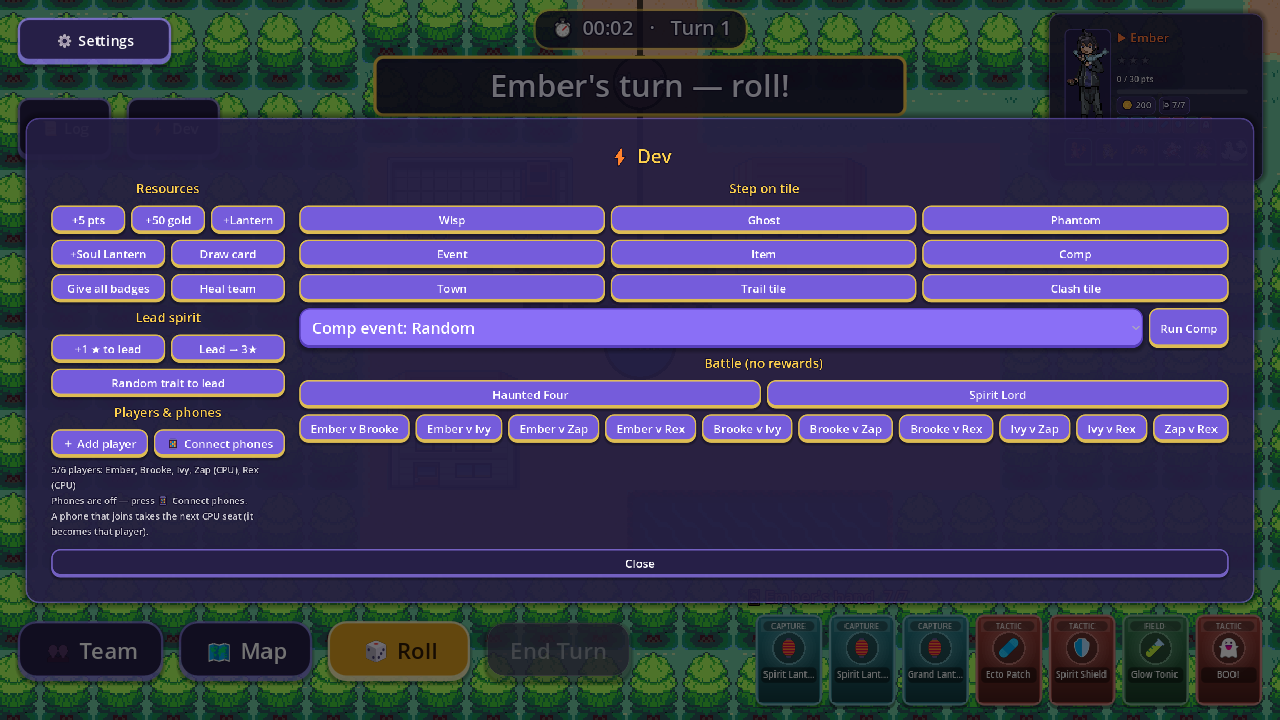 Settings
00:02 · Turn 1
Ember's turn — roll!
Ember
0 / 30 pts
200
7/7
Log
Dev
Dev
Resources
+5 pts
+50 gold
+Lantern
+Soul Lantern
Draw card
Give all badges
Heal team
Lead spirit
+1 ★ to lead
Lead → 3★
Random trait to lead
Players & phones
+ Add player
Connect phones
5/6 players: Ember, Brooke, Ivy, Zap (CPU), Rex
(CPU)
Phones are off — press Connect phones.
A phone that joins takes the next CPU seat (it
becomes that player).
Step on tile
Wisp
Ghost
Phantom
Event
Item
Comp
Town
Trail tile
Clash tile
Comp event: Random
Run Comp
Battle (no rewards)
Haunted Four
Spirit Lord
Ember v Brooke
Ember v Ivy
Ember v Zap
Ember v Rex
Brooke v Ivy
Brooke v Zap
Brooke v Rex
Ivy v Zap
Ivy v Rex
Zap v Rex
Close
Team
Map
Roll
End Turn
CAPTURE
Spirit Lant...
CAPTURE
Spirit Lant...
CAPTURE
Grand Lant...
TACTIC
Ecto Patch
TACTIC
Spirit Shield
FIELD
Glow Tonic
TACTIC
BOO!